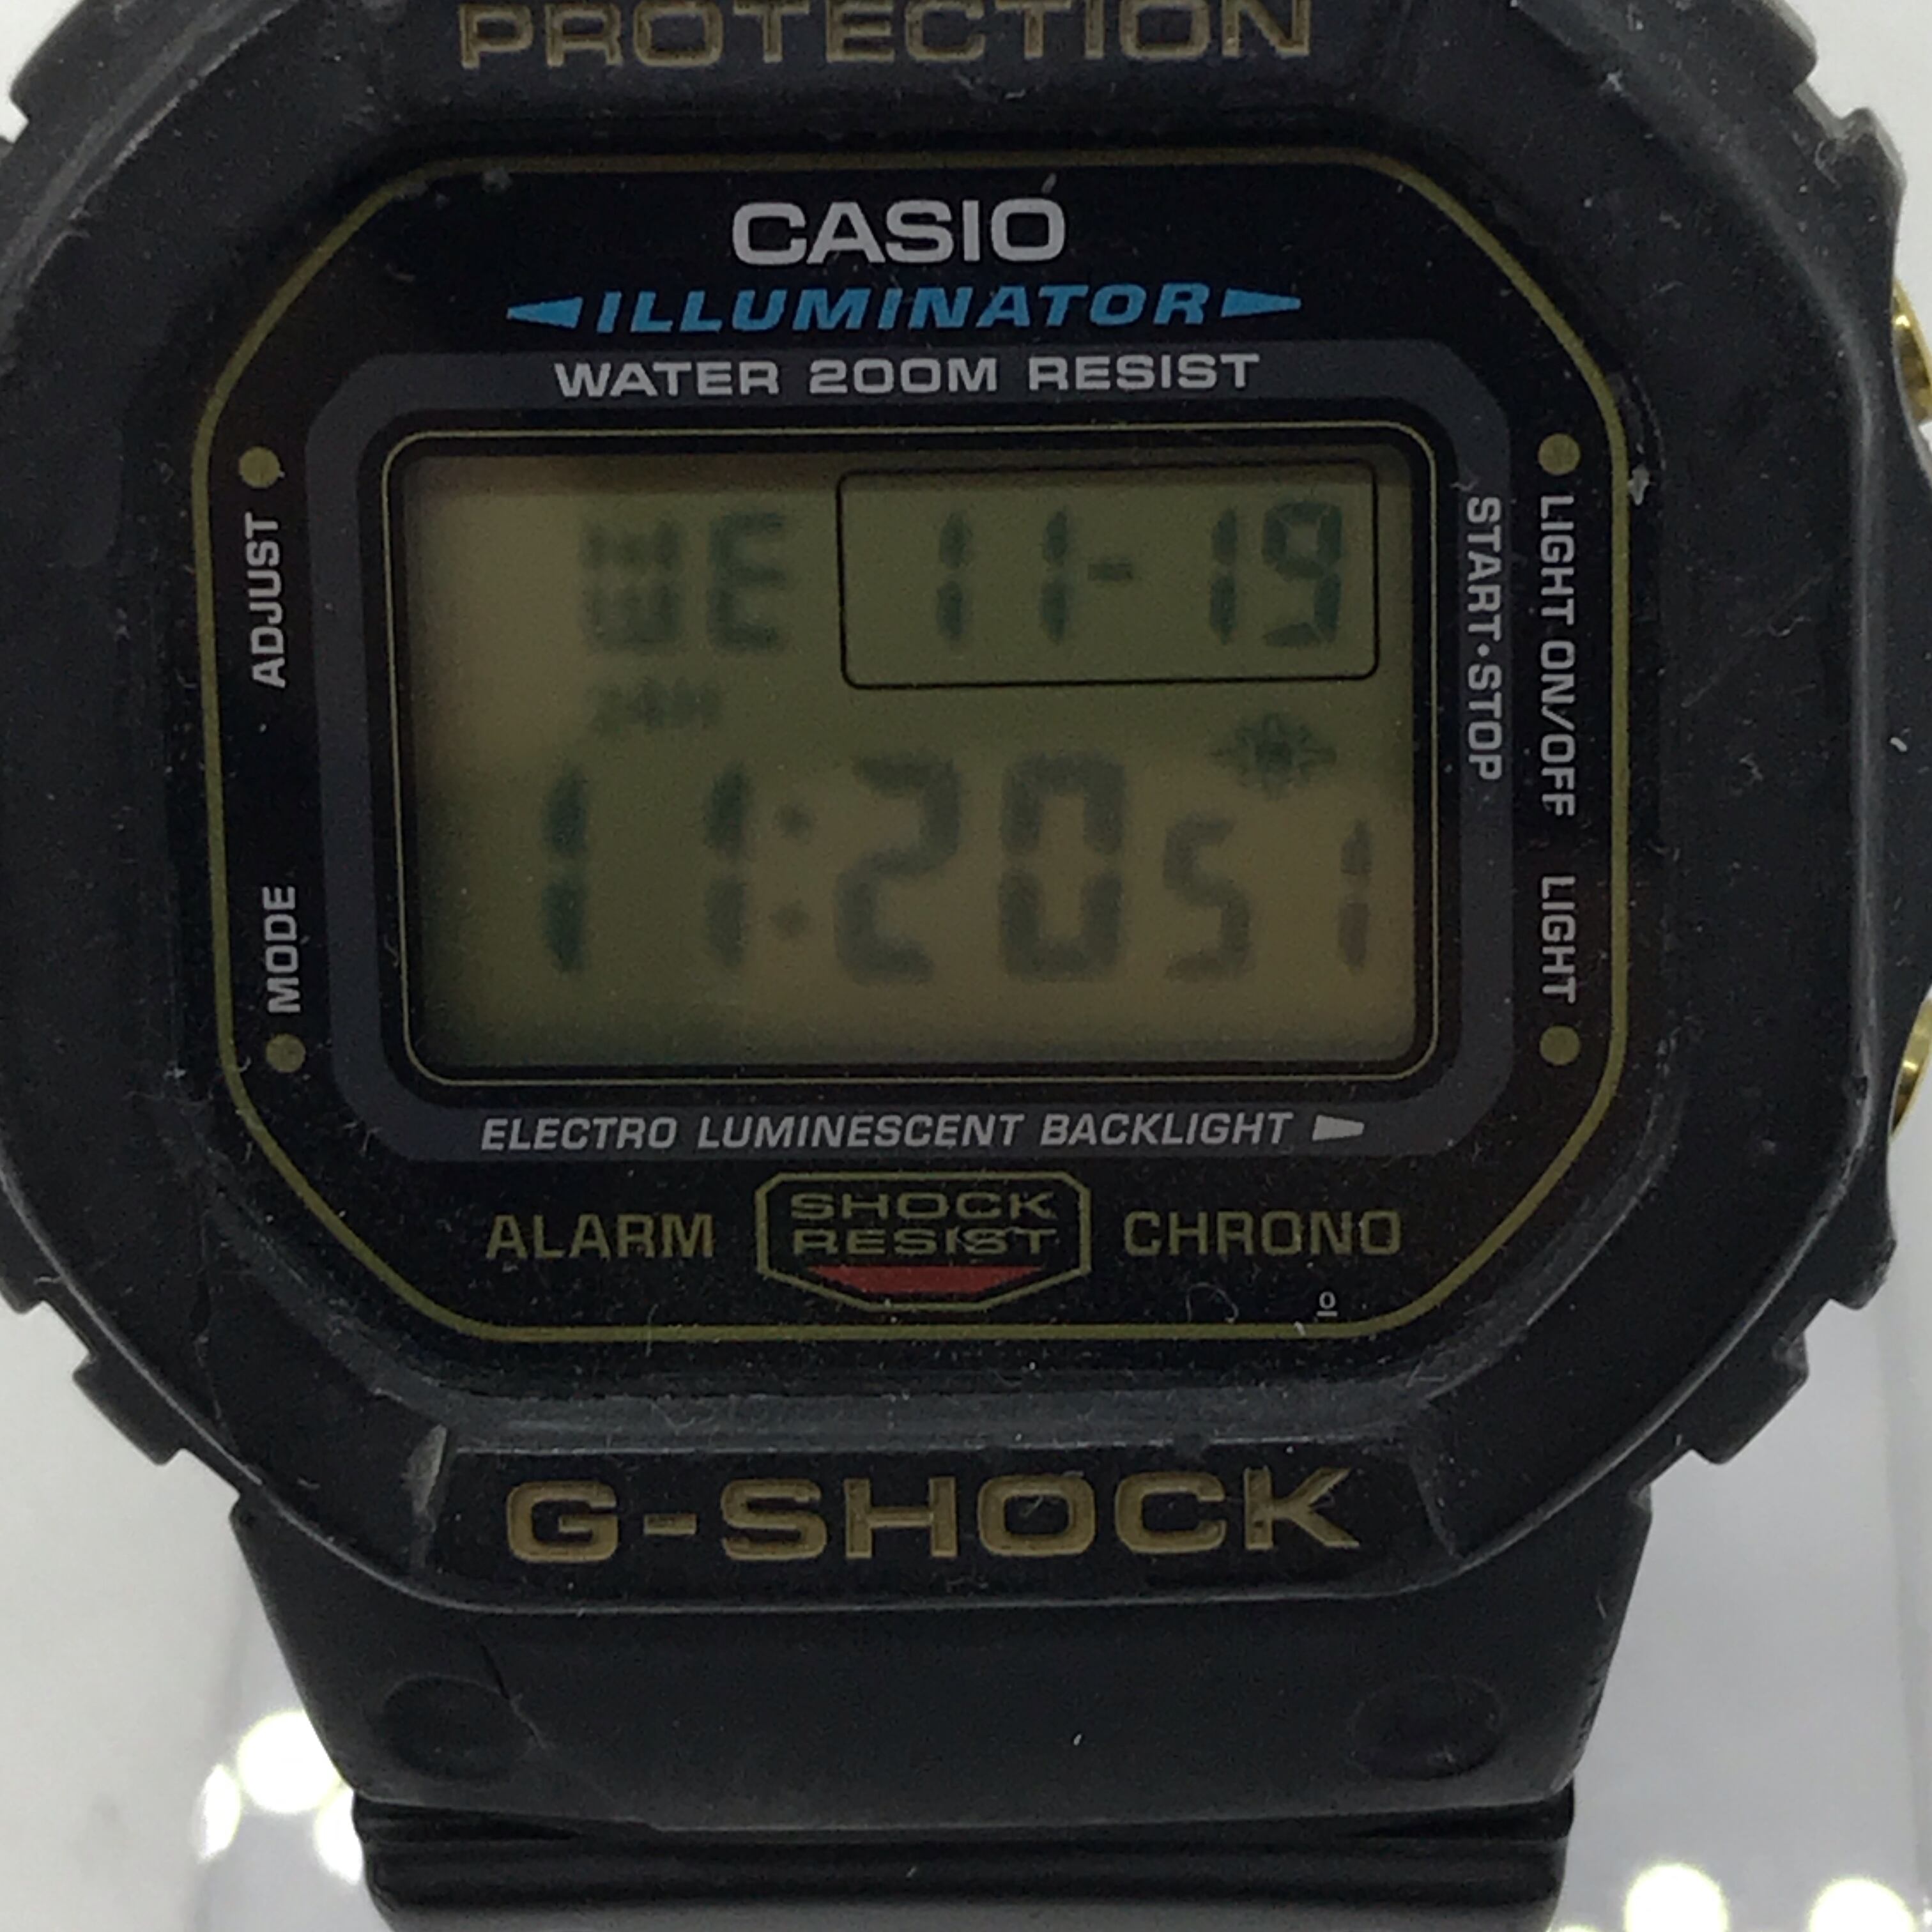 PROTECTION
CASIO
ILLUMINATOR
WATER 200M RESIST
ADJUST
MODE
WE 11-19
24H
11:20 51
START•STOP
LIGHT ON/OFF
LIGHT
ELECTRO LUMINESCENT BACKLIGHT
ALARM
SHOCK
RESIST
CHRONO
o
G-SHOCK